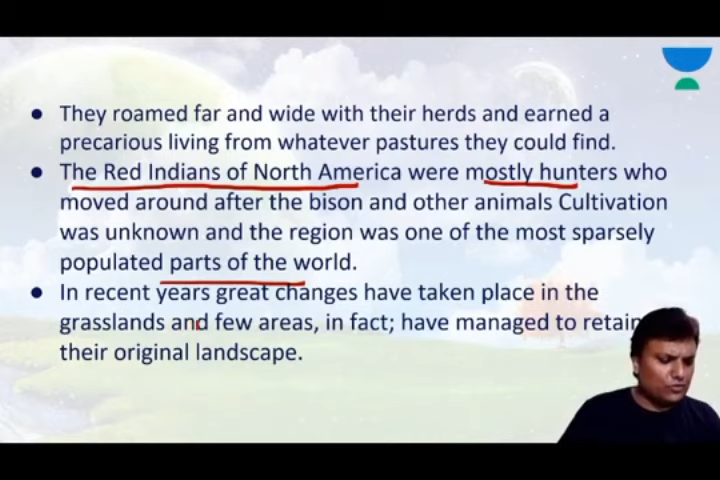 They roamed far and wide with their herds and earned a
precarious living from whatever pastures they could find.
The Red Indians of North America were mostly hunters who
moved around after the bison and other animals Cultivation
was unknown and the region was one of the most sparsely
populated parts of the world.
In recent years great changes have taken place in the
grasslands and few areas, in fact; have managed to retain
their original landscape.